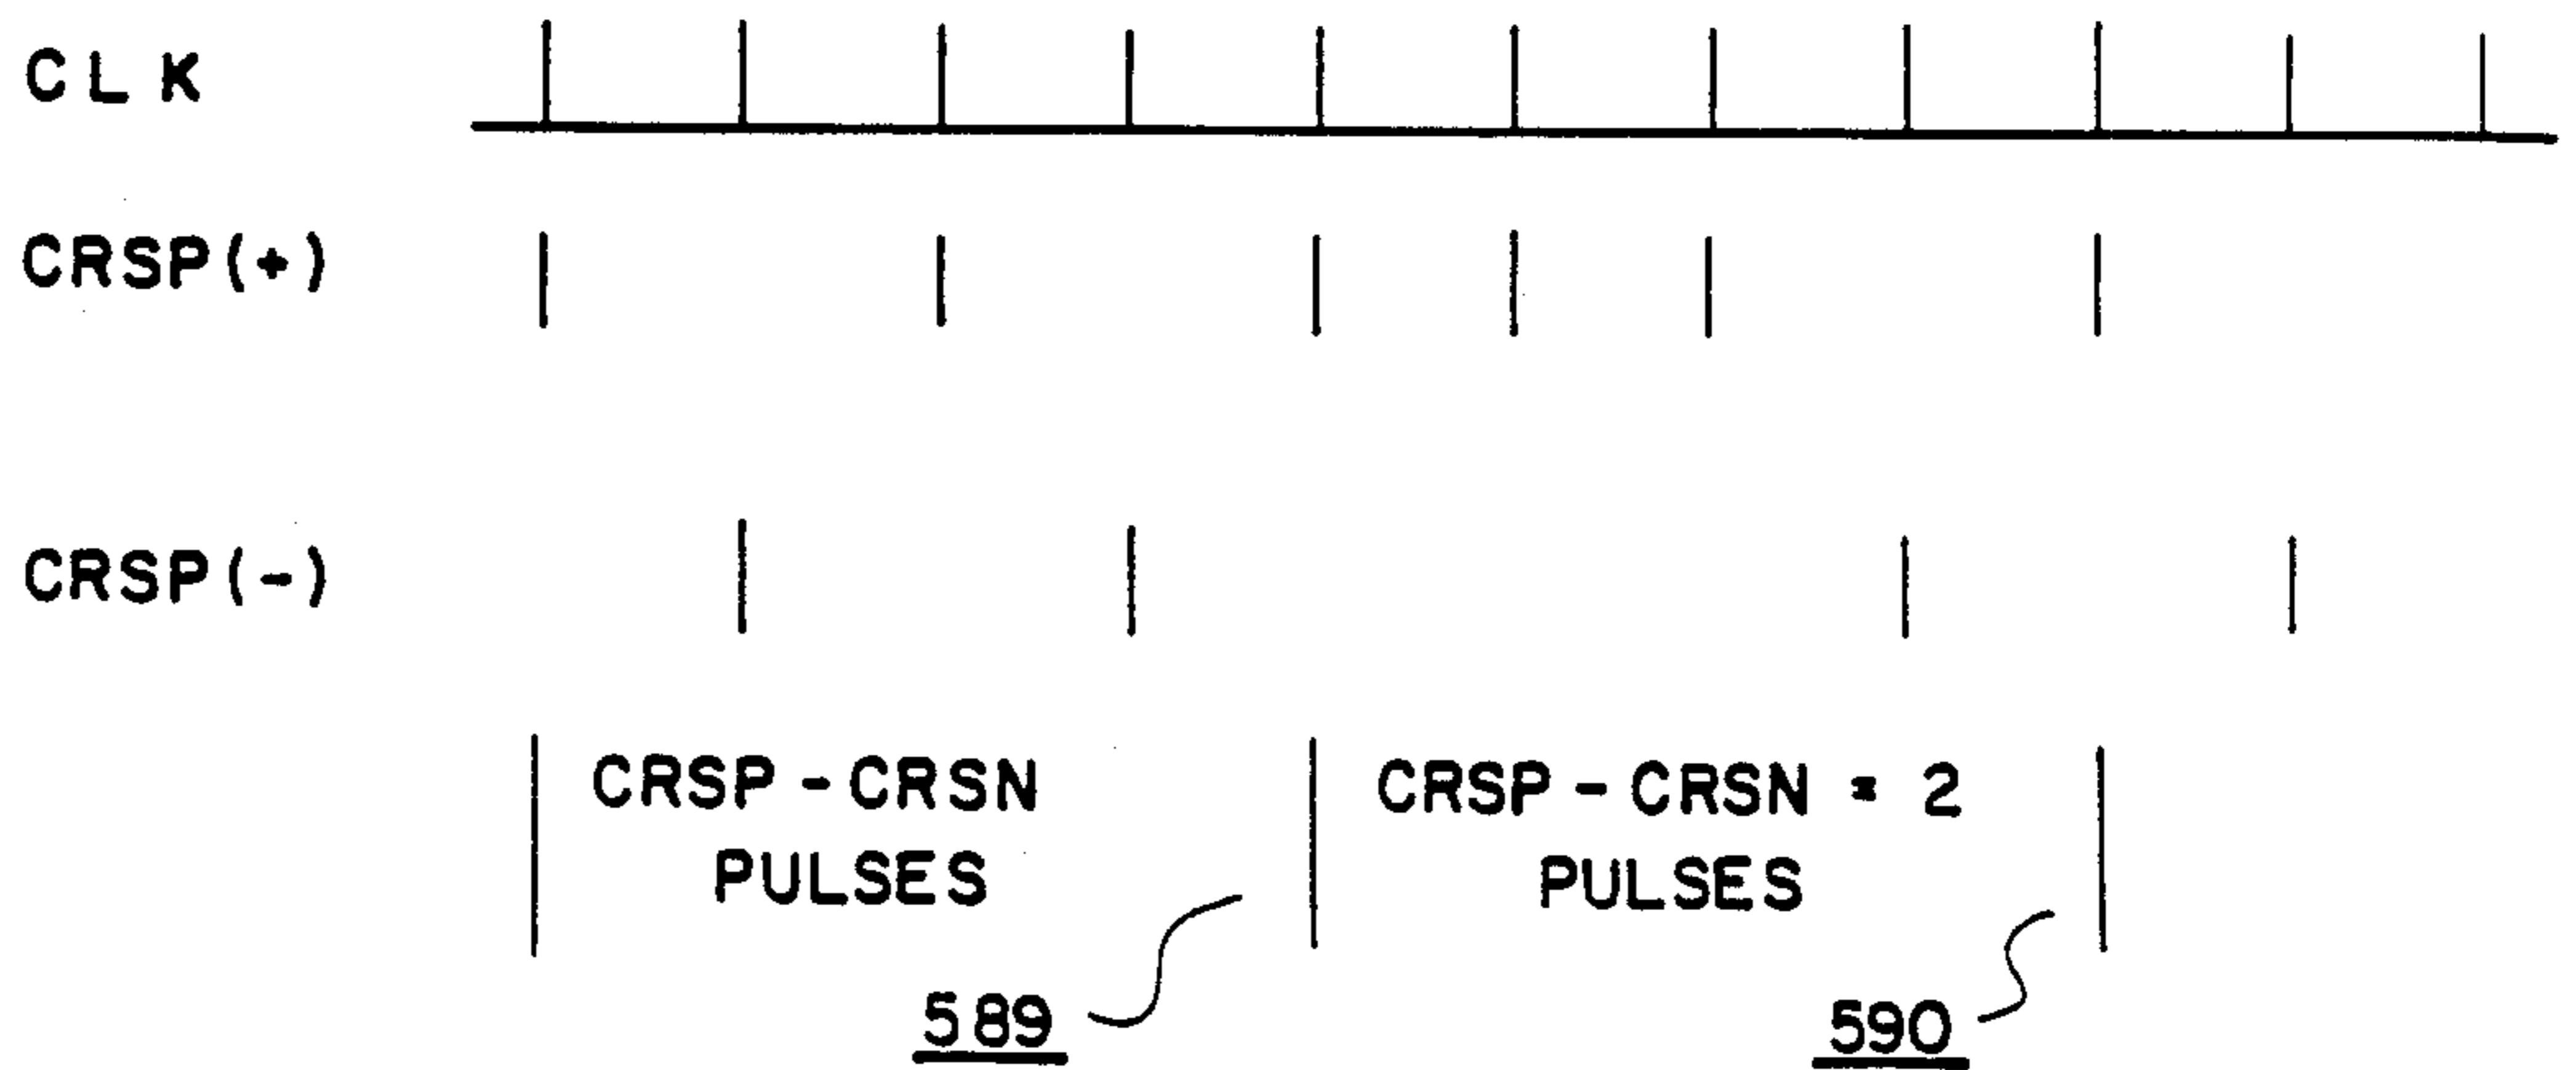 CLK
CRSP(+)
CRSP(-)
CRSP - CRSN
PULSES
CRSP - CRSN = 2
PULSES
589
590